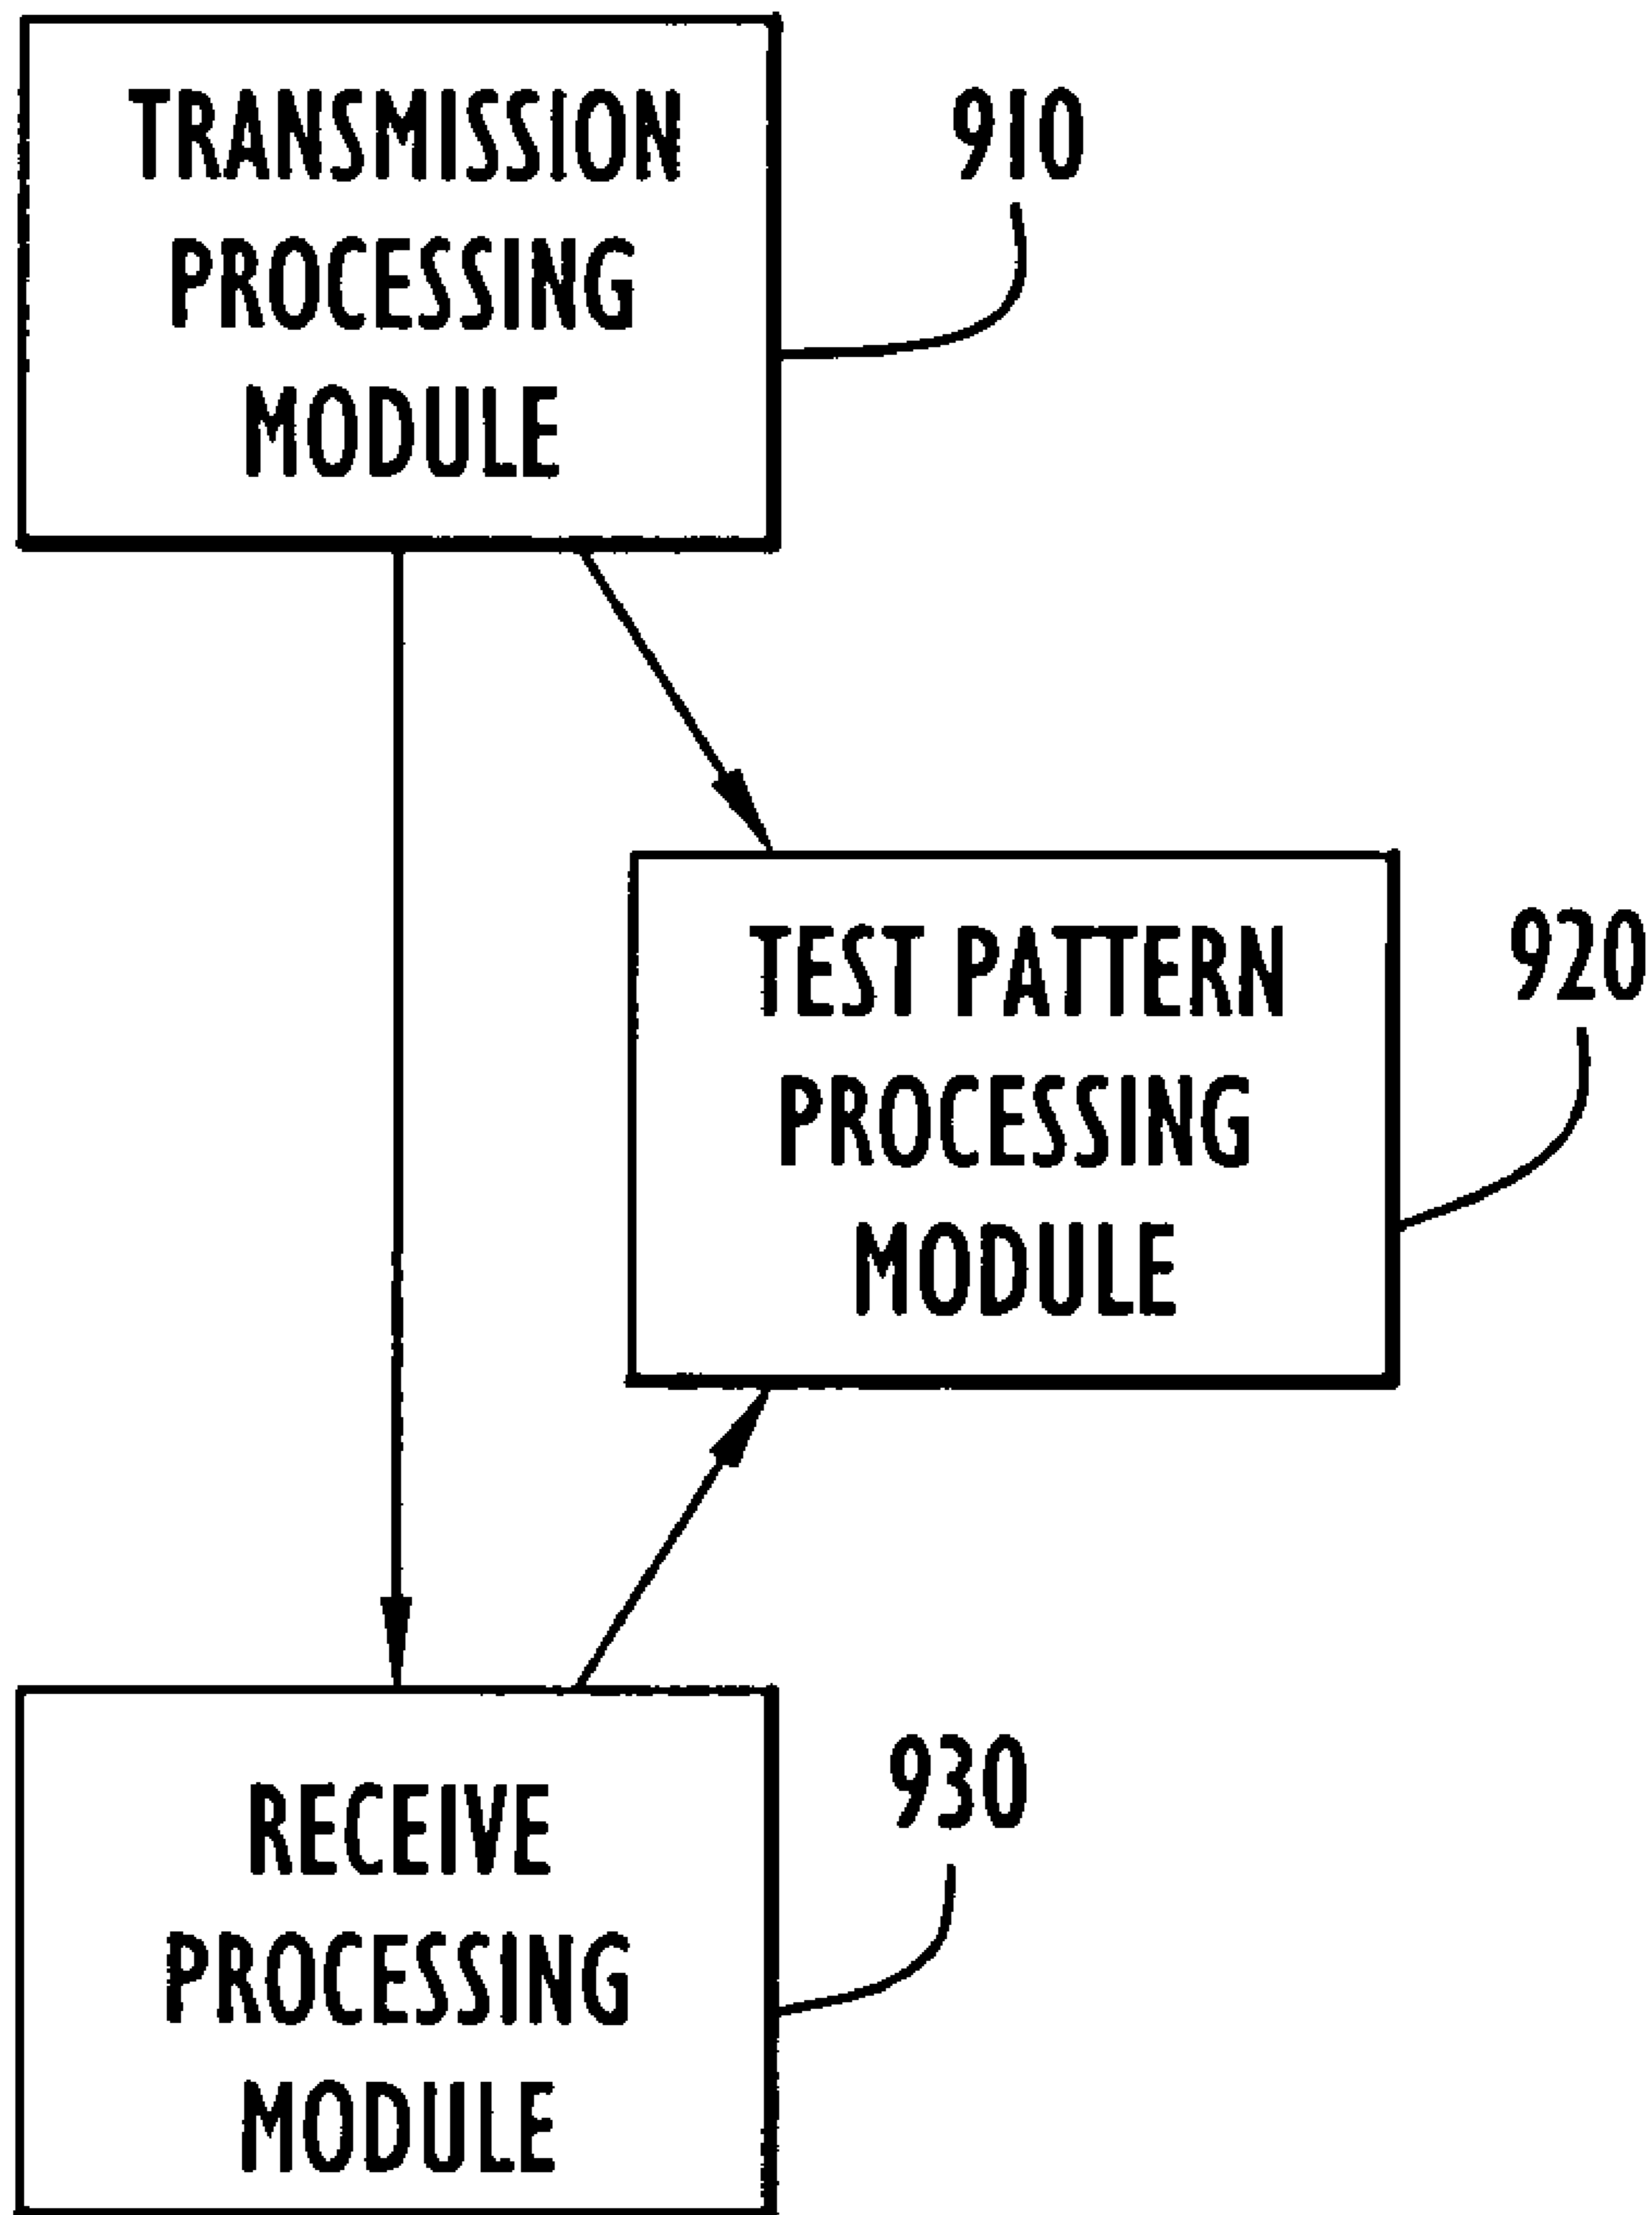 TRANSMISSION
PROCESSING
MODULE
910
TEST PATTERN
PROCESSING
MODULE
920
RECEIVE
PROCESSING
MODULE
930